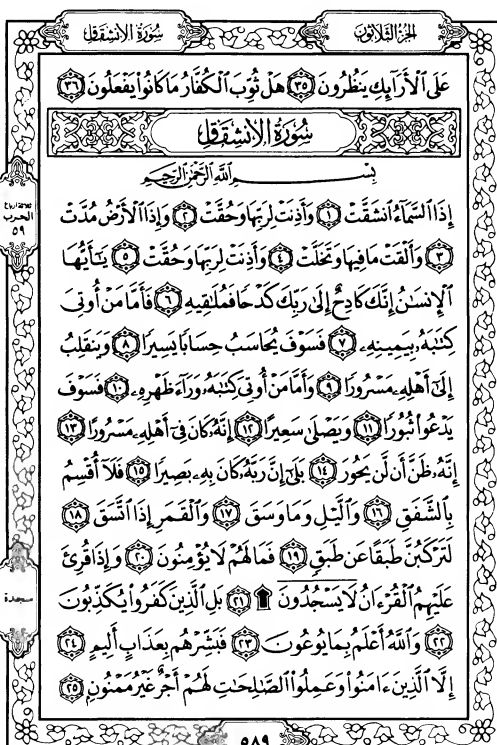 الجزء الثلاثون
سورة الانشقاق
عَلَى ٱلْأَرَآئِكِ يَنظُرُونَ ٣٥ هَلْ ثُوِّبَ ٱلْكُفَّارُ مَا كَانُوا۟ يَفْعَلُونَ ٣٦
سُورَةُ الانشِقَاقِ
بِسْمِ ٱللَّهِ ٱلرَّحْمَٰنِ ٱلرَّحِيمِ
إِذَا ٱلسَّمَآءُ ٱنشَقَّتْ ١ وَأَذِنَتْ لِرَبِّهَا وَحُقَّتْ ٢ وَإِذَا ٱلْأَرْضُ مُدَّتْ
٣ وَأَلْقَتْ مَا فِيهَا وَتَخَلَّتْ ٤ وَأَذِنَتْ لِرَبِّهَا وَحُقَّتْ ٥ يَٰٓأَيُّهَا
ٱلْإِنسَٰنُ إِنَّكَ كَادِحٌ إِلَىٰ رَبِّكَ كَدْحًا فَمُلَٰقِيهِ ٦ فَأَمَّا مَنْ أُوتِىَ
كِتَٰبَهُۥ بِيَمِينِهِۦ ٧ فَسَوْفَ يُحَاسَبُ حِسَابًا يَسِيرًا ٨ وَيَنقَلِبُ
إِلَىٰٓ أَهْلِهِۦ مَسْرُورًا ٩ وَأَمَّا مَنْ أُوتِىَ كِتَٰبَهُۥ وَرَآءَ ظَهْرِهِۦ ١٠ فَسَوْفَ
يَدْعُوا۟ ثُبُورًا ١١ وَيَصْلَىٰ سَعِيرًا ١٢ إِنَّهُۥ كَانَ فِىٓ أَهْلِهِۦ مَسْرُورًا ١٣
إِنَّهُۥ ظَنَّ أَن لَّن يَحُورَ ١٤ بَلَىٰٓ إِنَّ رَبَّهُۥ كَانَ بِهِۦ بَصِيرًا ١٥ فَلَآ أُقْسِمُ
بِٱلشَّفَقِ ١٦ وَٱلَّيْلِ وَمَا وَسَقَ ١٧ وَٱلْقَمَرِ إِذَا ٱتَّسَقَ ١٨
لَتَرْكَبُنَّ طَبَقًا عَن طَبَقٍ ١٩ فَمَا لَهُمْ لَا يُؤْمِنُونَ ٢٠ وَإِذَا قُرِئَ
عَلَيْهِمُ ٱلْقُرْءَانُ لَا يَسْجُدُونَ ۩ ٢١ بَلِ ٱلَّذِينَ كَفَرُوا۟ يُكَذِّبُونَ
٢٢ وَٱللَّهُ أَعْلَمُ بِمَا يُوعُونَ ٢٣ فَبَشِّرْهُم بِعَذَابٍ أَلِيمٍ ٢٤
إِلَّا ٱلَّذِينَ ءَامَنُوا۟ وَعَمِلُوا۟ ٱلصَّٰلِحَٰتِ لَهُمْ أَجْرٌ غَيْرُ مَمْنُونٍۭ ٢٥
ثلاثة أرباع
الحزب
٥٩
سجدة
٥٨٩